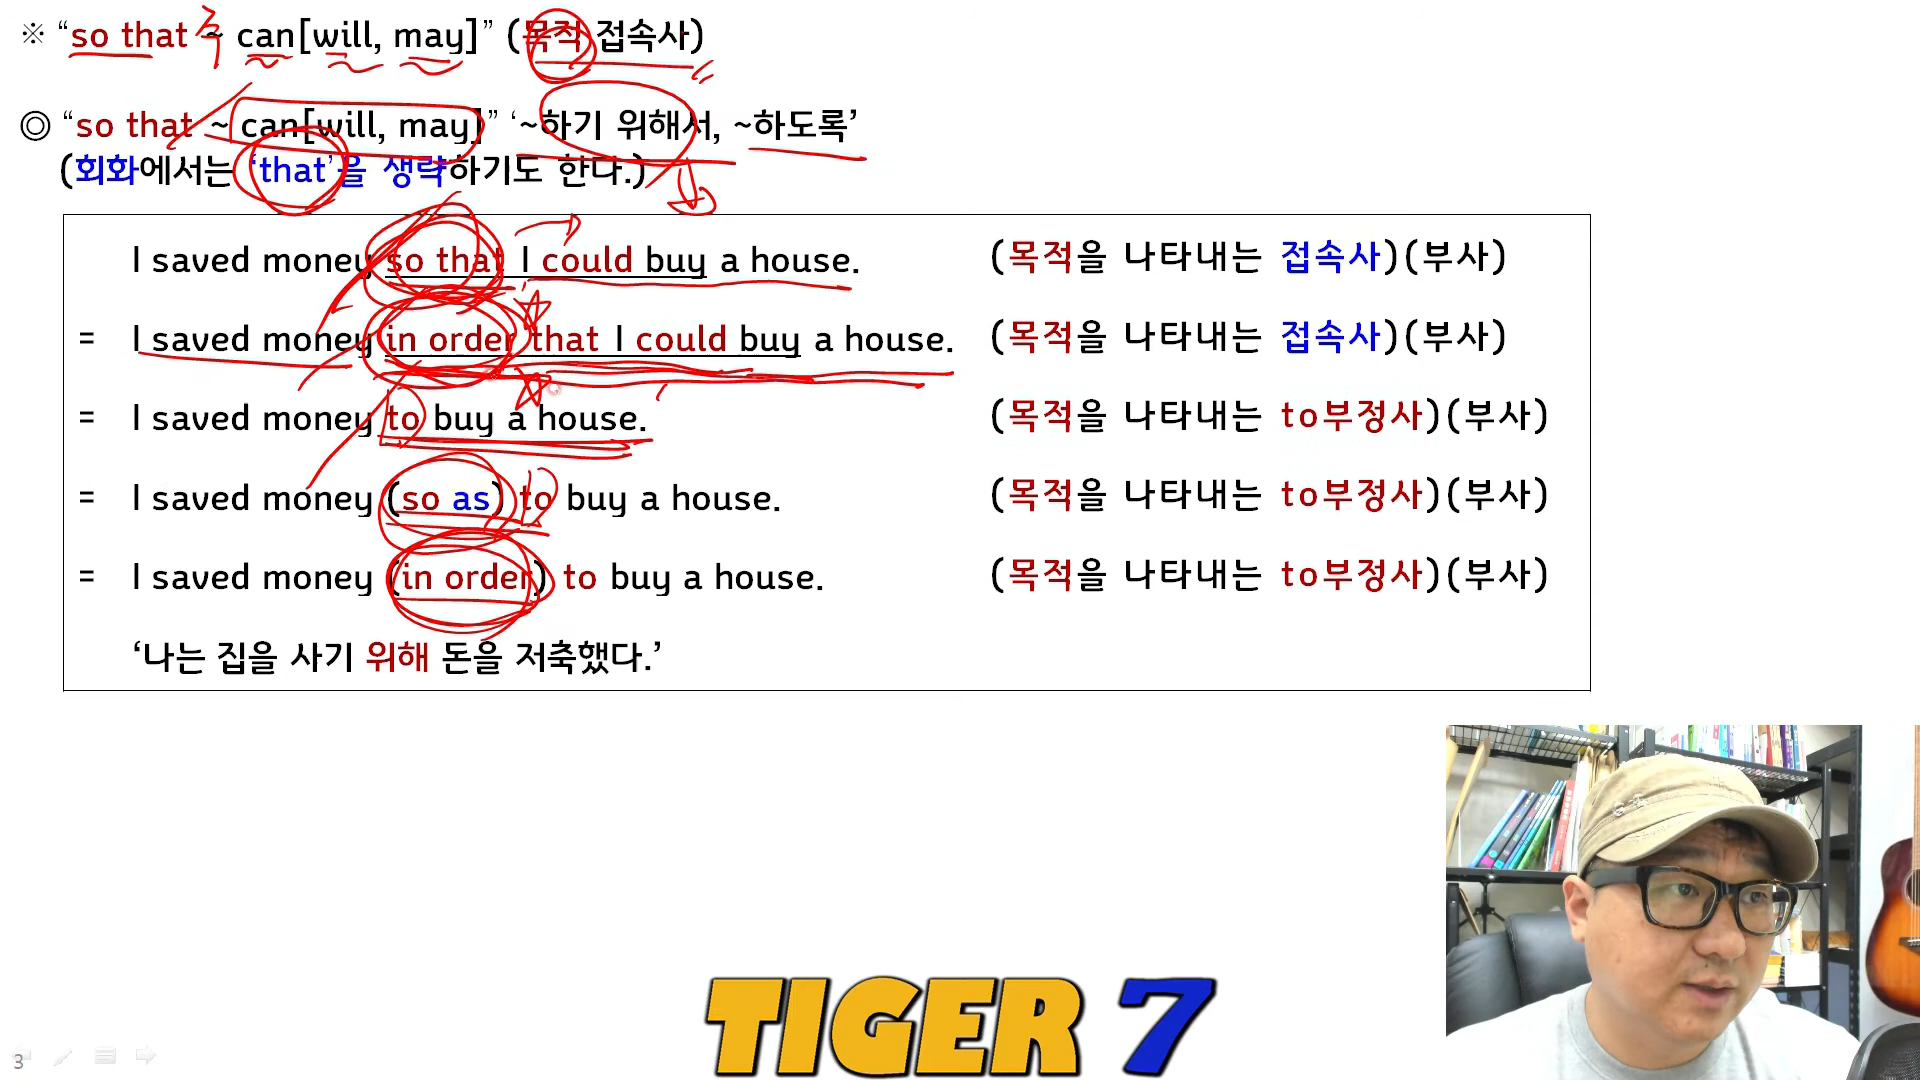 ※ “so that ~ can[will, may]” (목적 접속사)
◎ “so that ~ can[will, may]” ‘~하기 위해서, ~하도록’
(회화에서는 ‘that’을 생략하기도 한다.)
I saved money so that I could buy a house. (목적을 나타내는 접속사)(부사)
= I saved money in order that I could buy a house. (목적을 나타내는 접속사)(부사)
= I saved money to buy a house. (목적을 나타내는 to부정사)(부사)
= I saved money (so as) to buy a house. (목적을 나타내는 to부정사)(부사)
= I saved money (in order) to buy a house. (목적을 나타내는 to부정사)(부사)
‘나는 집을 사기 위해 돈을 저축했다.’
TIGER 7
3